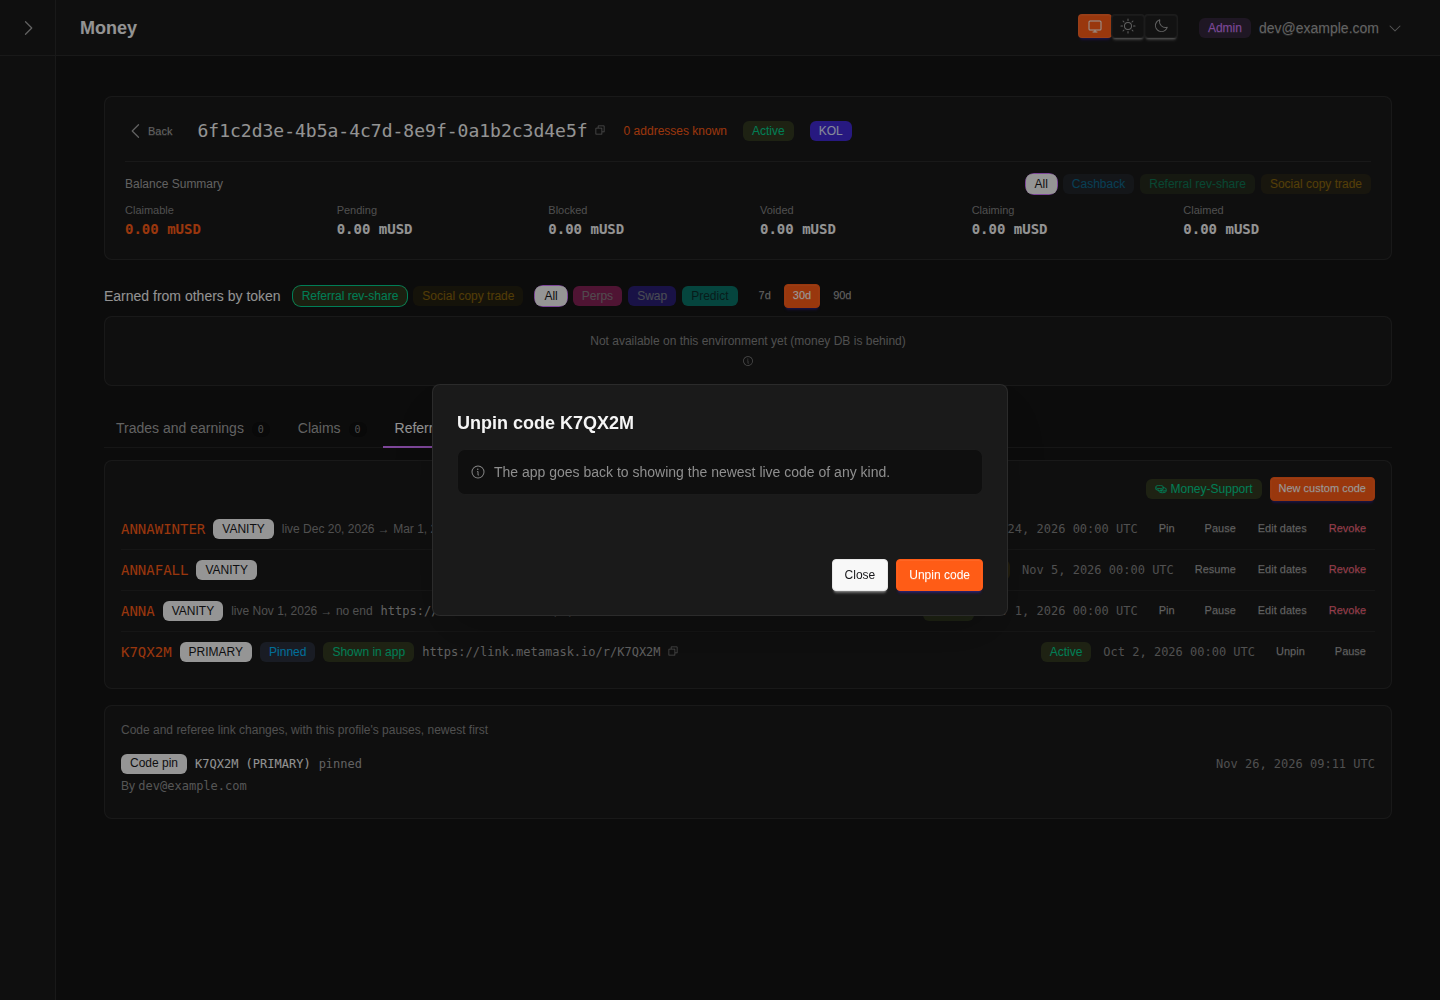 Money
Admin dev@example.com
Back 6f1c2d3e-4b5a-4c7d-8e9f-0a1b2c3d4e5f 0 addresses known Active KOL
Balance Summary All Cashback Referral rev-share Social copy trade
Claimable Pending Blocked Voided Claiming Claimed
0.00 mUSD 0.00 mUSD 0.00 mUSD 0.00 mUSD 0.00 mUSD 0.00 mUSD
Earned from others by token Referral rev-share Social copy trade All Perps Swap Predict 7d 30d 90d
Not available on this environment yet (money DB is behind)
Trades and earnings 0 Claims 0 Referr
Unpin code K7QX2M
The app goes back to showing the newest live code of any kind.
Close Unpin code
Money-Support New custom code
ANNAWINTER VANITY live Dec 20, 2026 → Mar 1, 24, 2026 00:00 UTC Pin Pause Edit dates Revoke
ANNAFALL VANITY Nov 5, 2026 00:00 UTC Resume Edit dates Revoke
ANNA VANITY live Nov 1, 2026 → no end https:/ 1, 2026 00:00 UTC Pin Pause Edit dates Revoke
K7QX2M PRIMARY Pinned Shown in app https://link.metamask.io/r/K7QX2M Active Oct 2, 2026 00:00 UTC Unpin Pause
Code and referee link changes, with this profile's pauses, newest first
Code pin K7QX2M (PRIMARY) pinned Nov 26, 2026 09:11 UTC
By dev@example.com